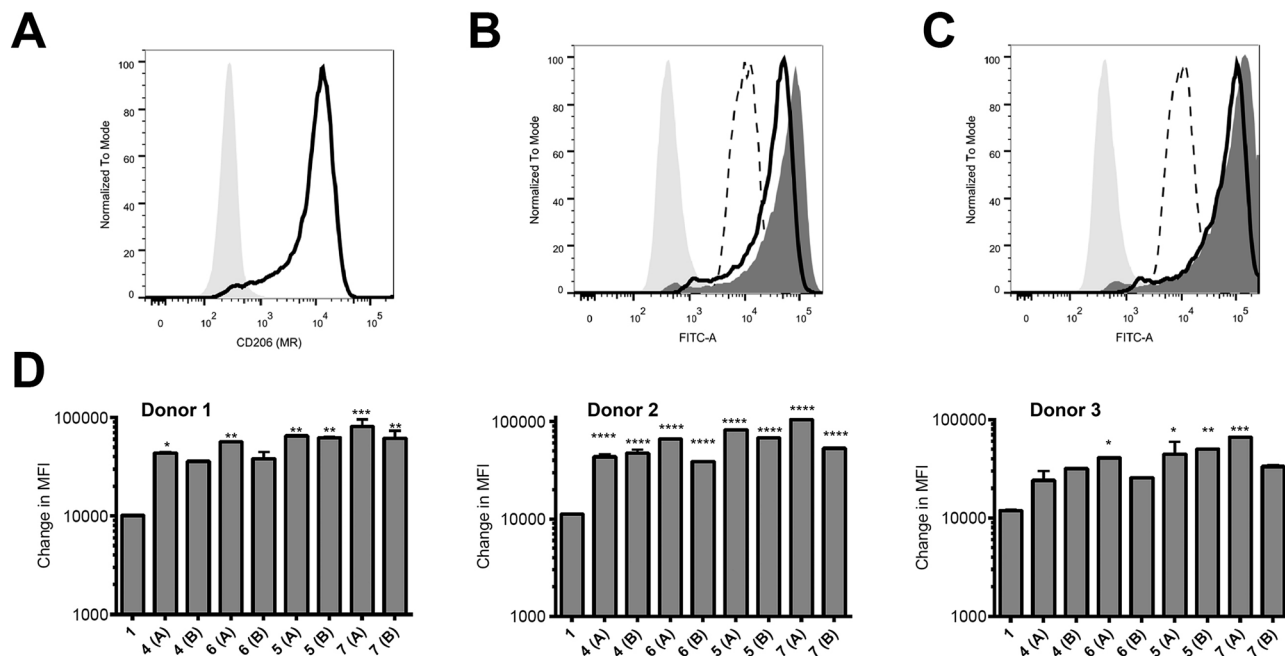 A
B
C
100
80
60
40
20
0
Normalized To Mode
0
10^2
10^3
10^4
10^5
CD206 (MR)
100
80
60
40
20
0
Normalized To Mode
0
10^2
10^3
10^4
10^5
FITC-A
100
80
60
40
20
0
Normalized To Mode
0
10^2
10^3
10^4
10^5
FITC-A
D
Donor 1
100000
10000
1000
Change in MFI
* ** ** ** *** **
1 4 (A) 4 (B) 6 (A) 6 (B) 5 (A) 5 (B) 7 (A) 7 (B)
Donor 2
100000
10000
1000
Change in MFI
**** **** **** **** **** **** **** ****
1 4 (A) 4 (B) 6 (A) 6 (B) 5 (A) 5 (B) 7 (A) 7 (B)
Donor 3
100000
10000
1000
Change in MFI
* * ** ***
1 4 (A) 4 (B) 6 (A) 6 (B) 5 (A) 5 (B) 7 (A) 7 (B)